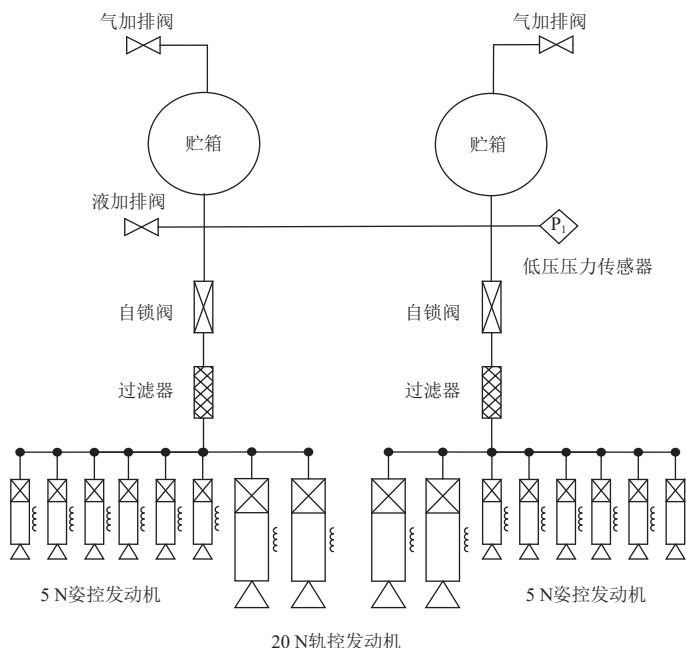 气加排阀
气加排阀
贮箱
贮箱
液加排阀
P₁
低压压力传感器
自锁阀
自锁阀
过滤器
过滤器
5 N姿控发动机
5 N姿控发动机
20 N轨控发动机